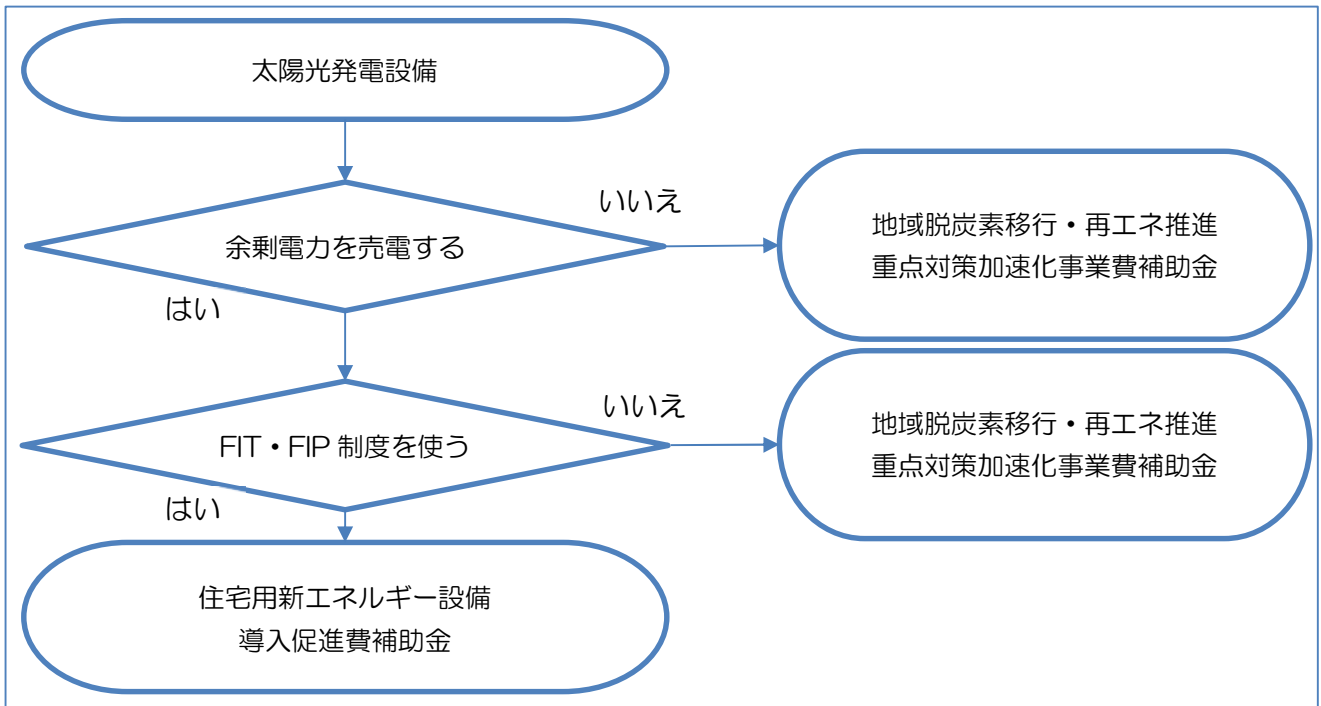 太陽光発電設備
いいえ
余剰電力を売電する
地域脱炭素移行・再エネ推進
重点対策加速化事業費補助金
はい
いいえ
FIT・FIP 制度を使う
地域脱炭素移行・再エネ推進
重点対策加速化事業費補助金
はい
住宅用新エネルギー設備
導入促進費補助金